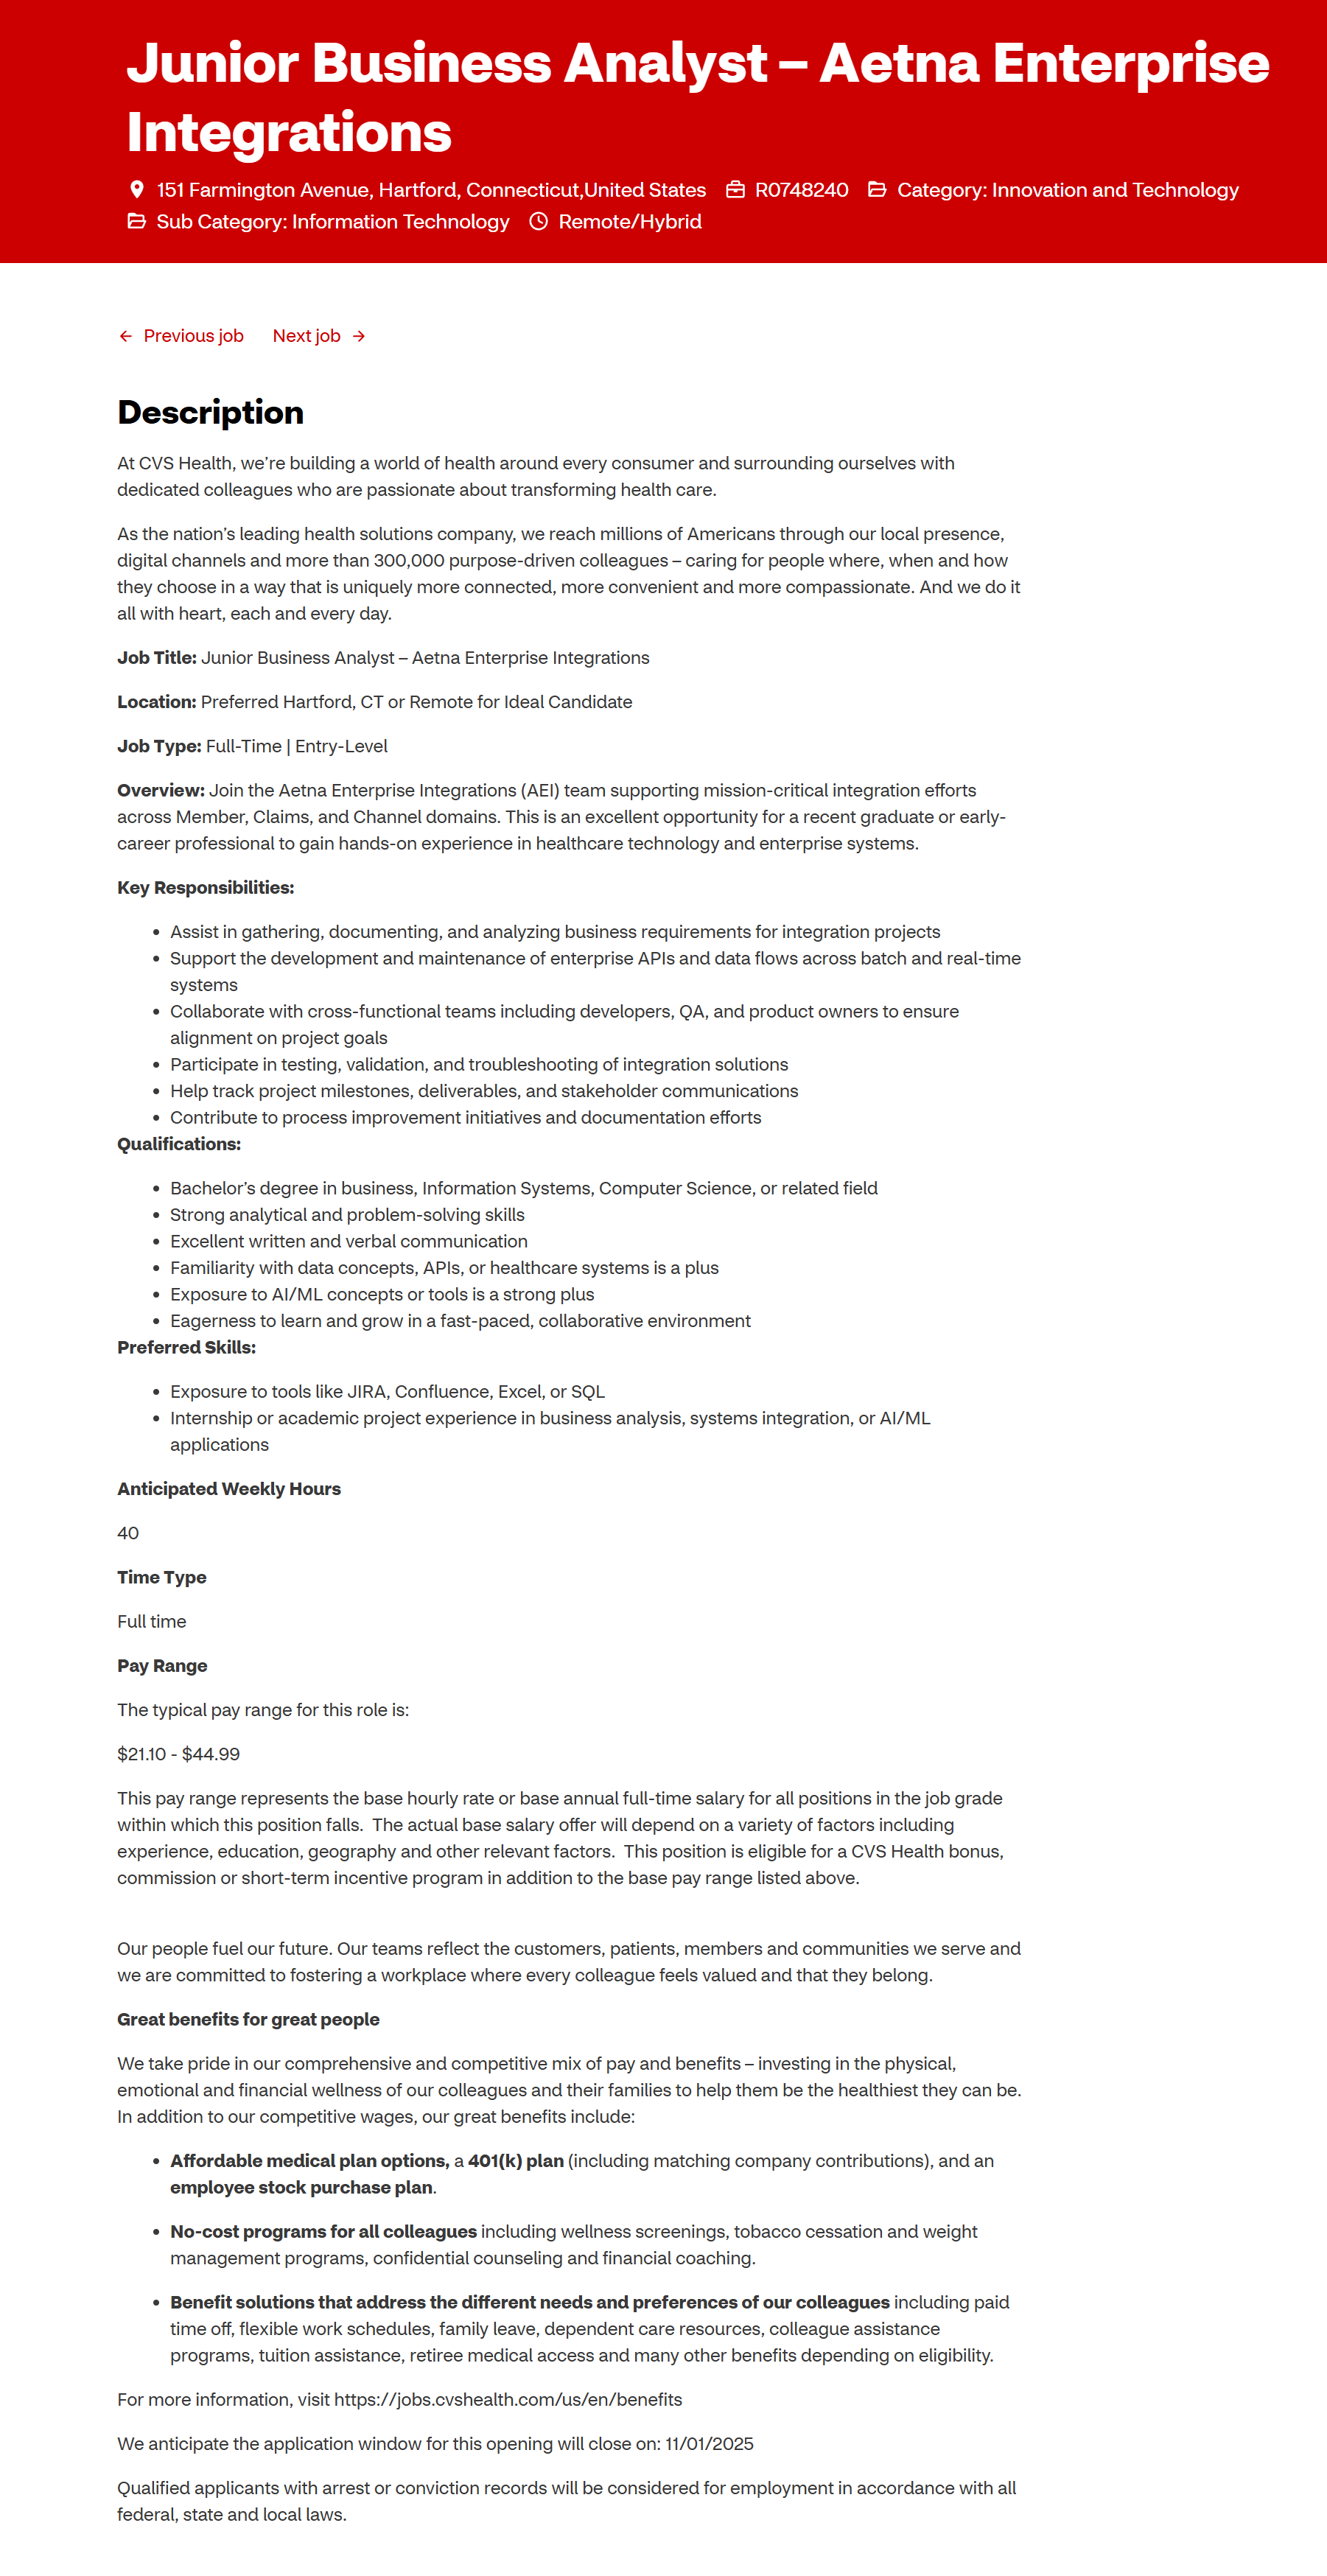 Junior Business Analyst – Aetna Enterprise
Integrations
151 Farmington Avenue, Hartford, Connecticut,United States R0748240 Category: Innovation and Technology
Sub Category: Information Technology Remote/Hybrid
← Previous job Next job →
Description
At CVS Health, we’re building a world of health around every consumer and surrounding ourselves with
dedicated colleagues who are passionate about transforming health care.
As the nation’s leading health solutions company, we reach millions of Americans through our local presence,
digital channels and more than 300,000 purpose-driven colleagues – caring for people where, when and how
they choose in a way that is uniquely more connected, more convenient and more compassionate. And we do it
all with heart, each and every day.
Job Title: Junior Business Analyst – Aetna Enterprise Integrations
Location: Preferred Hartford, CT or Remote for Ideal Candidate
Job Type: Full-Time | Entry-Level
Overview: Join the Aetna Enterprise Integrations (AEI) team supporting mission-critical integration efforts
across Member, Claims, and Channel domains. This is an excellent opportunity for a recent graduate or early-
career professional to gain hands-on experience in healthcare technology and enterprise systems.
Key Responsibilities:
• Assist in gathering, documenting, and analyzing business requirements for integration projects
• Support the development and maintenance of enterprise APIs and data flows across batch and real-time
systems
• Collaborate with cross-functional teams including developers, QA, and product owners to ensure
alignment on project goals
• Participate in testing, validation, and troubleshooting of integration solutions
• Help track project milestones, deliverables, and stakeholder communications
• Contribute to process improvement initiatives and documentation efforts
Qualifications:
• Bachelor’s degree in business, Information Systems, Computer Science, or related field
• Strong analytical and problem-solving skills
• Excellent written and verbal communication
• Familiarity with data concepts, APIs, or healthcare systems is a plus
• Exposure to AI/ML concepts or tools is a strong plus
• Eagerness to learn and grow in a fast-paced, collaborative environment
Preferred Skills:
• Exposure to tools like JIRA, Confluence, Excel, or SQL
• Internship or academic project experience in business analysis, systems integration, or AI/ML
applications
Anticipated Weekly Hours
40
Time Type
Full time
Pay Range
The typical pay range for this role is:
$21.10 - $44.99
This pay range represents the base hourly rate or base annual full-time salary for all positions in the job grade
within which this position falls.  The actual base salary offer will depend on a variety of factors including
experience, education, geography and other relevant factors.  This position is eligible for a CVS Health bonus,
commission or short-term incentive program in addition to the base pay range listed above.
Our people fuel our future. Our teams reflect the customers, patients, members and communities we serve and
we are committed to fostering a workplace where every colleague feels valued and that they belong.
Great benefits for great people
We take pride in our comprehensive and competitive mix of pay and benefits – investing in the physical,
emotional and financial wellness of our colleagues and their families to help them be the healthiest they can be.
In addition to our competitive wages, our great benefits include:
• Affordable medical plan options, a 401(k) plan (including matching company contributions), and an
employee stock purchase plan.
• No-cost programs for all colleagues including wellness screenings, tobacco cessation and weight
management programs, confidential counseling and financial coaching.
• Benefit solutions that address the different needs and preferences of our colleagues including paid
time off, flexible work schedules, family leave, dependent care resources, colleague assistance
programs, tuition assistance, retiree medical access and many other benefits depending on eligibility.
For more information, visit https://jobs.cvshealth.com/us/en/benefits
We anticipate the application window for this opening will close on: 11/01/2025
Qualified applicants with arrest or conviction records will be considered for employment in accordance with all
federal, state and local laws.